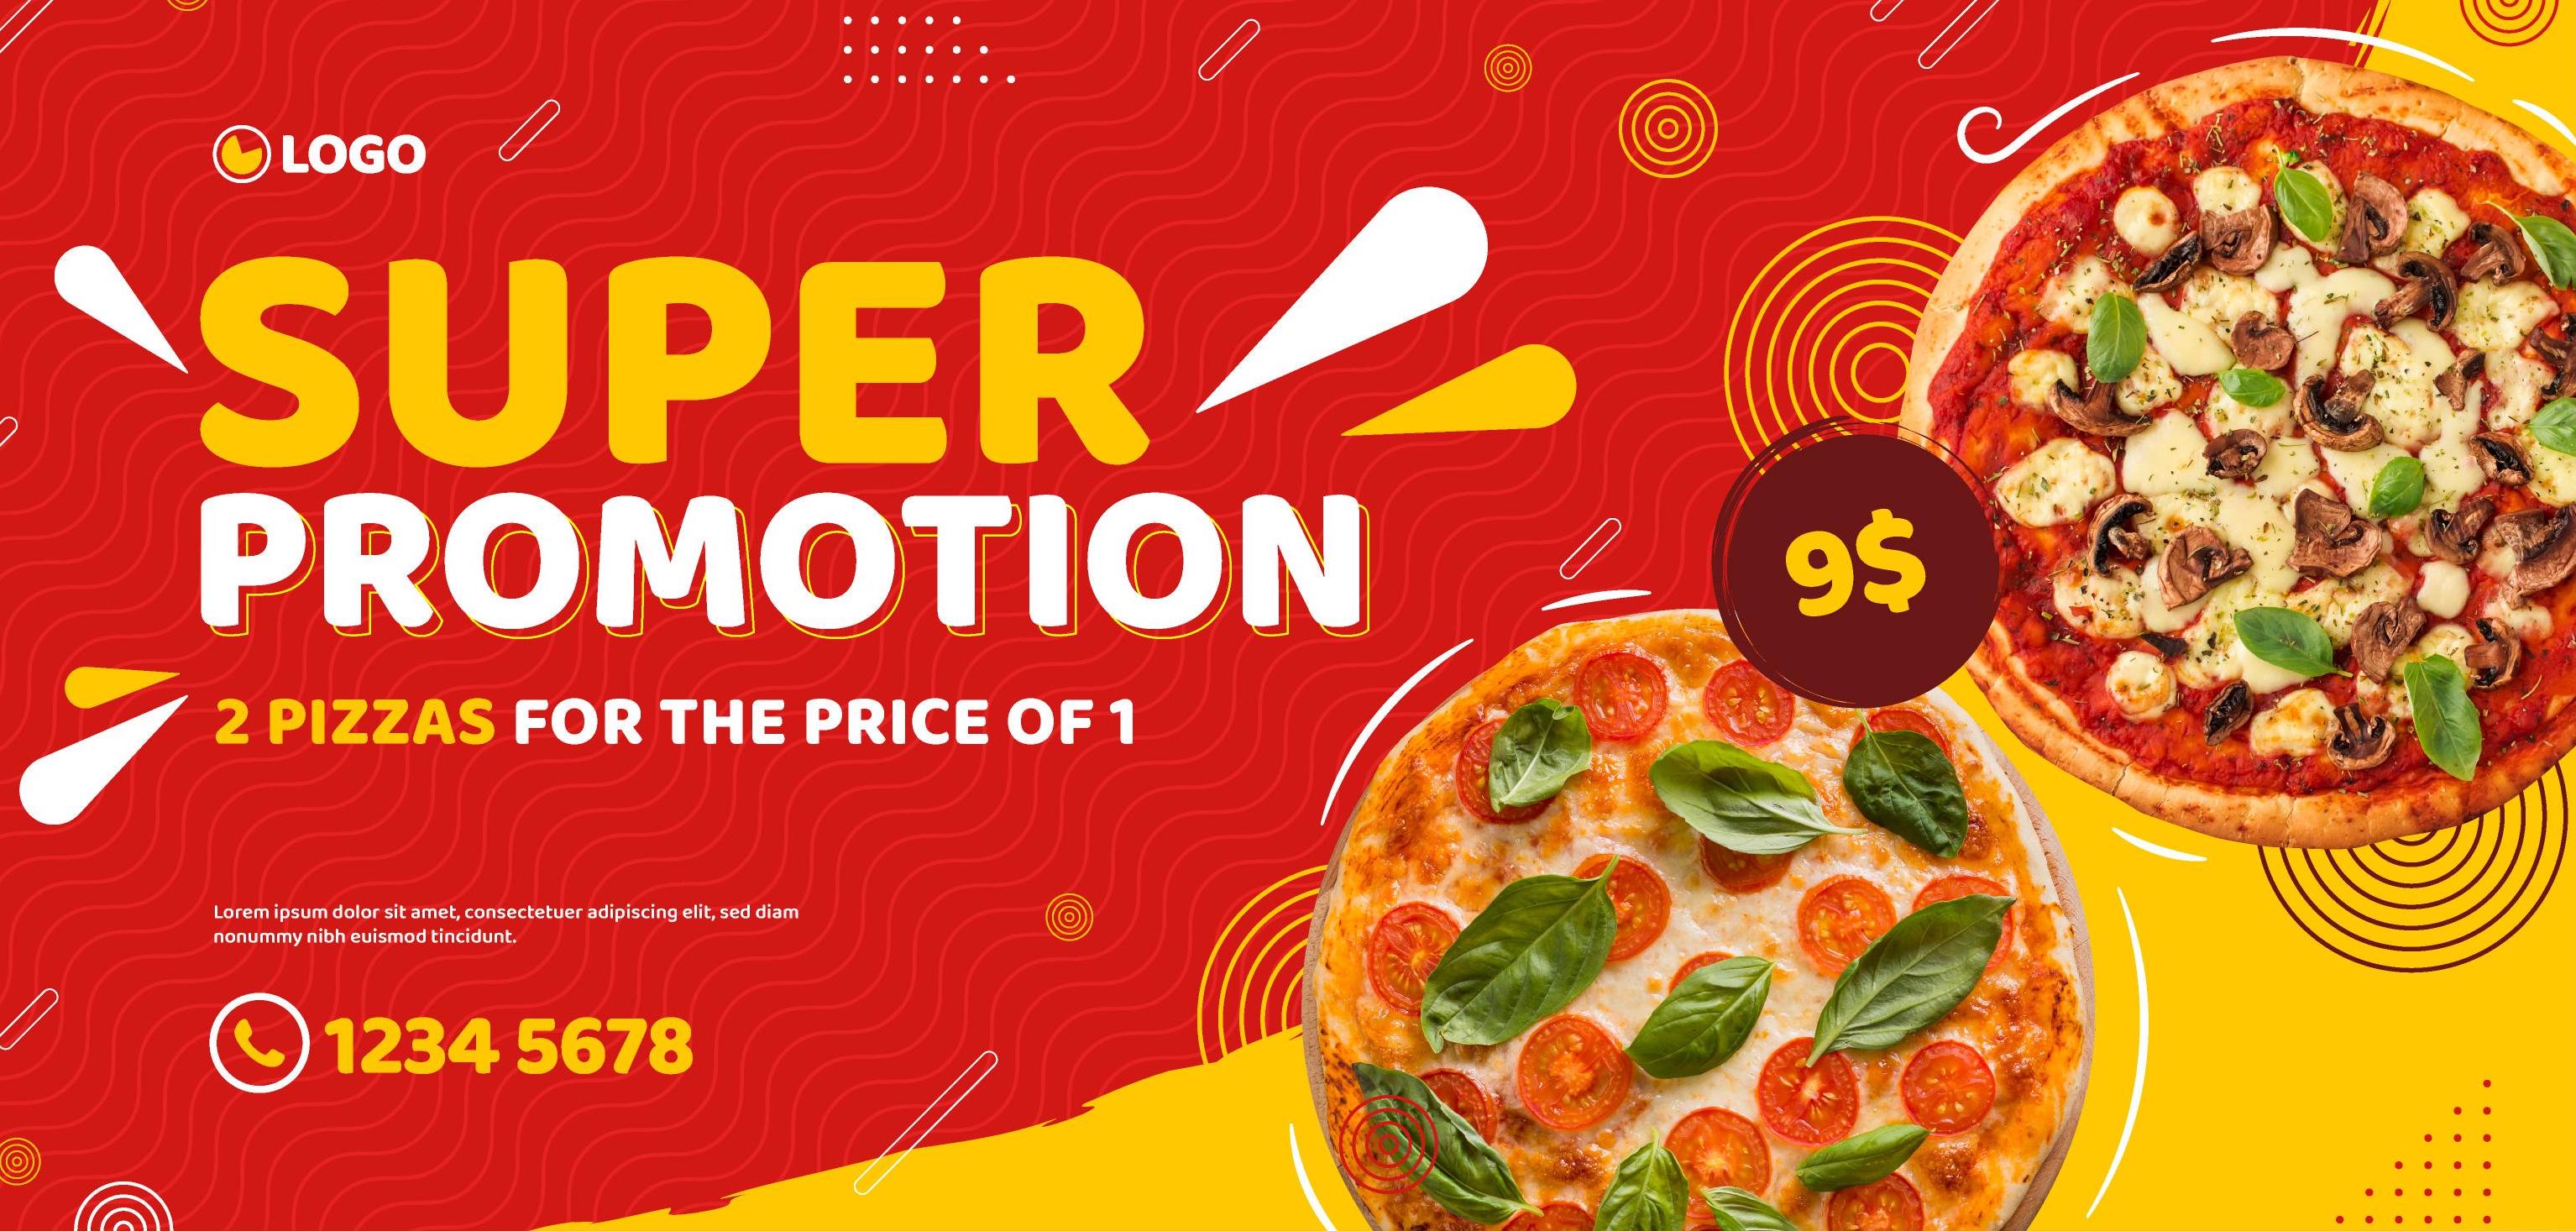 LOGO
SUPER
PROMOTION
2 PIZZAS FOR THE PRICE OF 1
9$
Lorem ipsum dolor sit amet, consectetuer adipiscing elit, sed diam
nonummy nibh euismod tincidunt.
1234 5678